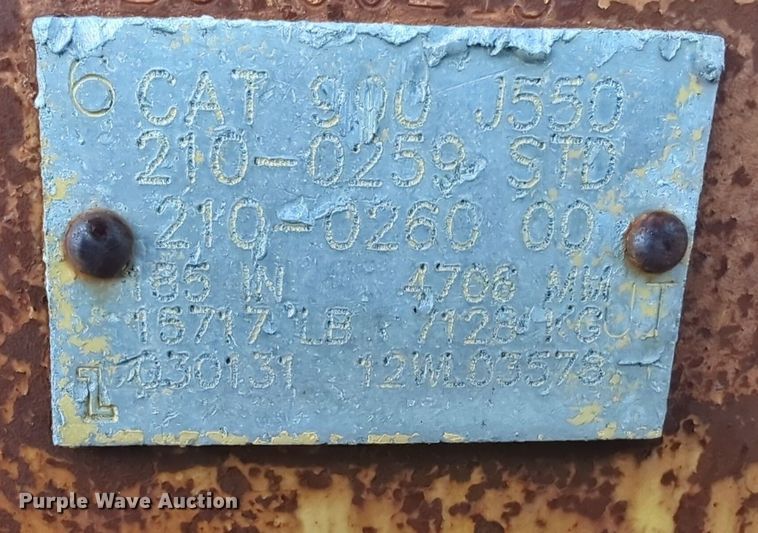 6 CAT 990 J550
210-0259 STD
210-0260 00
185 IN 4706 MM
15717 LB 7128 KG
030131 12WL03578
Purple Wave Auction